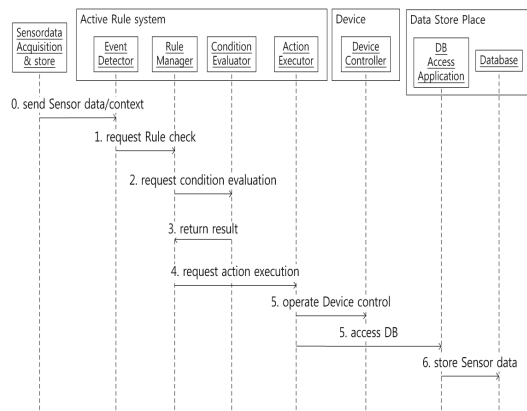 Active Rule system
Device
Data Store Place
Sensordata
Acquisition
& store
Event
Detector
Rule
Manager
Condition
Evaluator
Action
Executor
Device
Controller
DB
Access
Application
Database
0. send Sensor data/context
1. request Rule check
2. request condition evaluation
3. return result
4. request action execution
5. operate Device control
5. access DB
6. store Sensor data